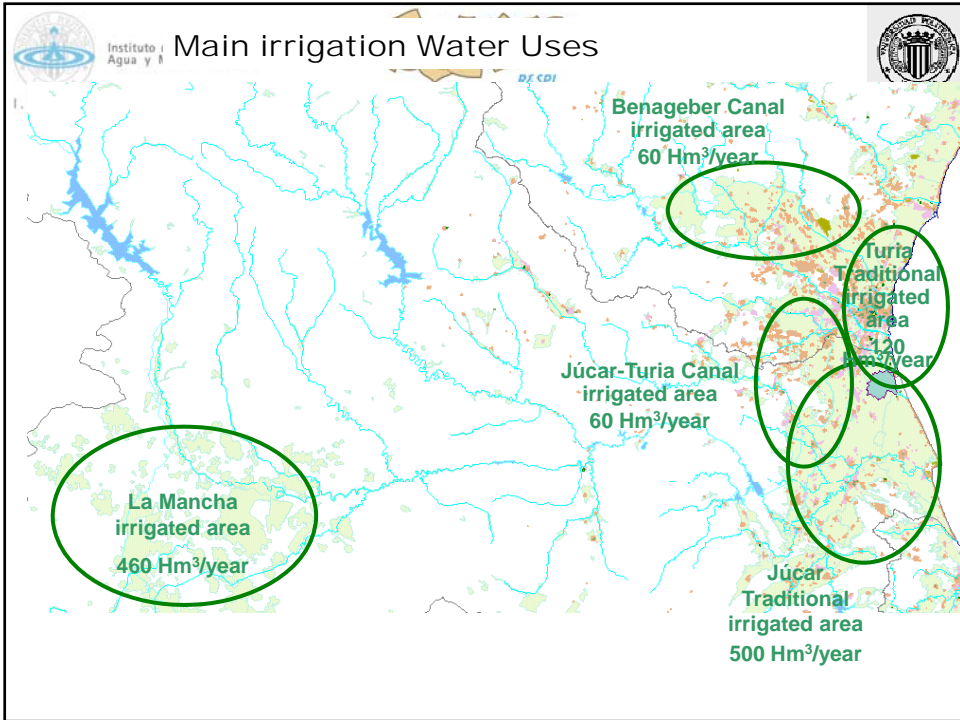 Main irrigation Water Uses
Instituto
Agua y
Benageber Canal
irrigated area
60 Hm³/year
Turia
Traditional
irrigated
area
120
Hm³/year
Júcar-Turia Canal
irrigated area
60 Hm³/year
La Mancha
irrigated area
460 Hm³/year
Júcar
Traditional
irrigated area
500 Hm³/year